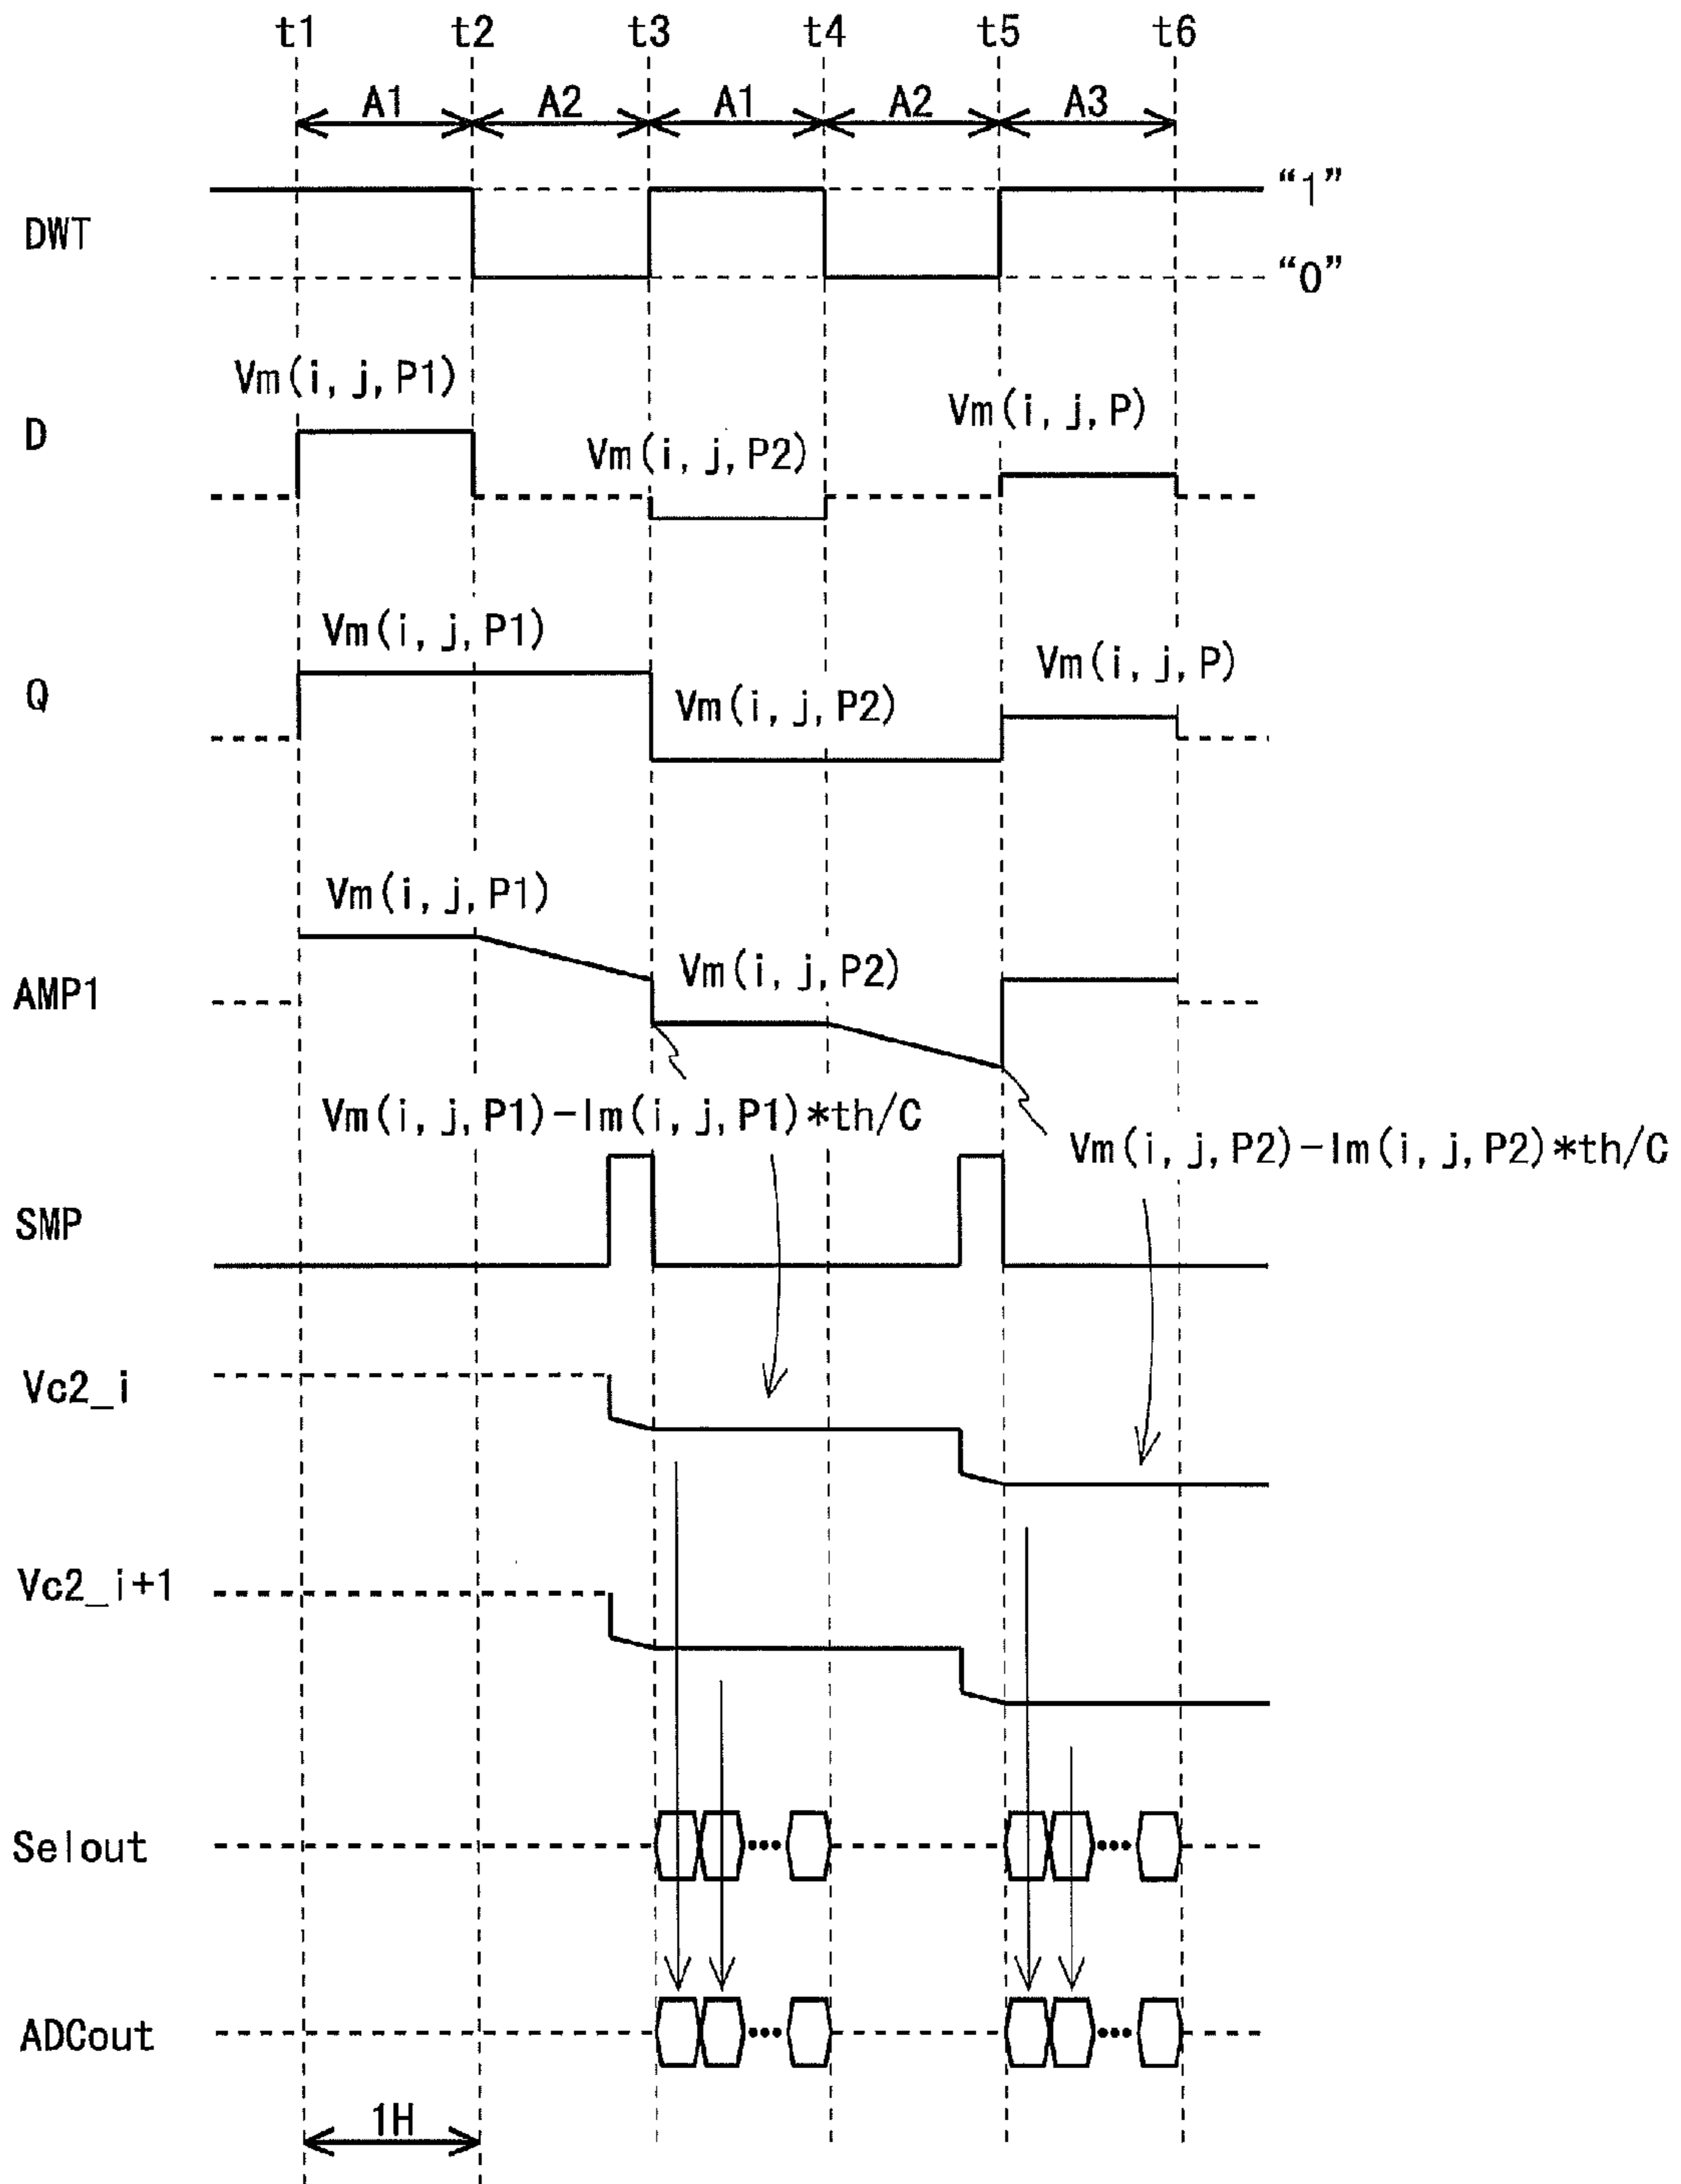 t1 t2 t3 t4 t5 t6
A1 A2 A1 A2 A3
“1”
DWT
“0”
Vm(i, j, P1)
Vm(i, j, P)
D
Vm(i, j, P2)
Vm(i, j, P1)
Vm(i, j, P)
Q
Vm(i, j, P2)
Vm(i, j, P1)
Vm(i, j, P2)
AMP1
Vm(i, j, P1)-Im(i, j, P1)*th/C
Vm(i, j, P2)-Im(i, j, P2)*th/C
SMP
Vc2_i
Vc2_i+1
Selout
ADCout
1H